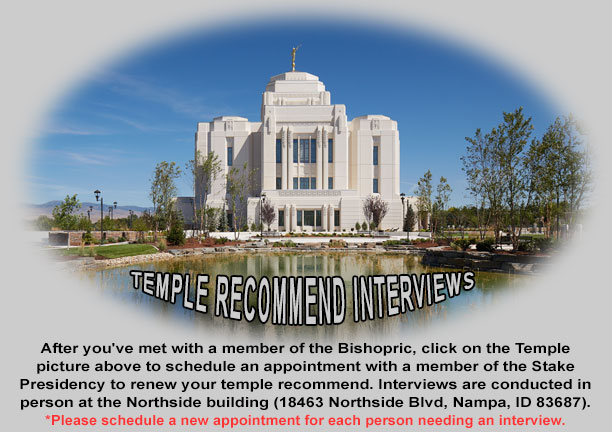 TEMPLE RECOMMEND INTERVIEWS
After you've met with a member of the Bishopric, click on the Temple
picture above to schedule an appointment with a member of the Stake
Presidency to renew your temple recommend. Interviews are conducted in
person at the Northside building (18463 Northside Blvd, Nampa, ID 83687).
*Please schedule a new appointment for each person needing an interview.